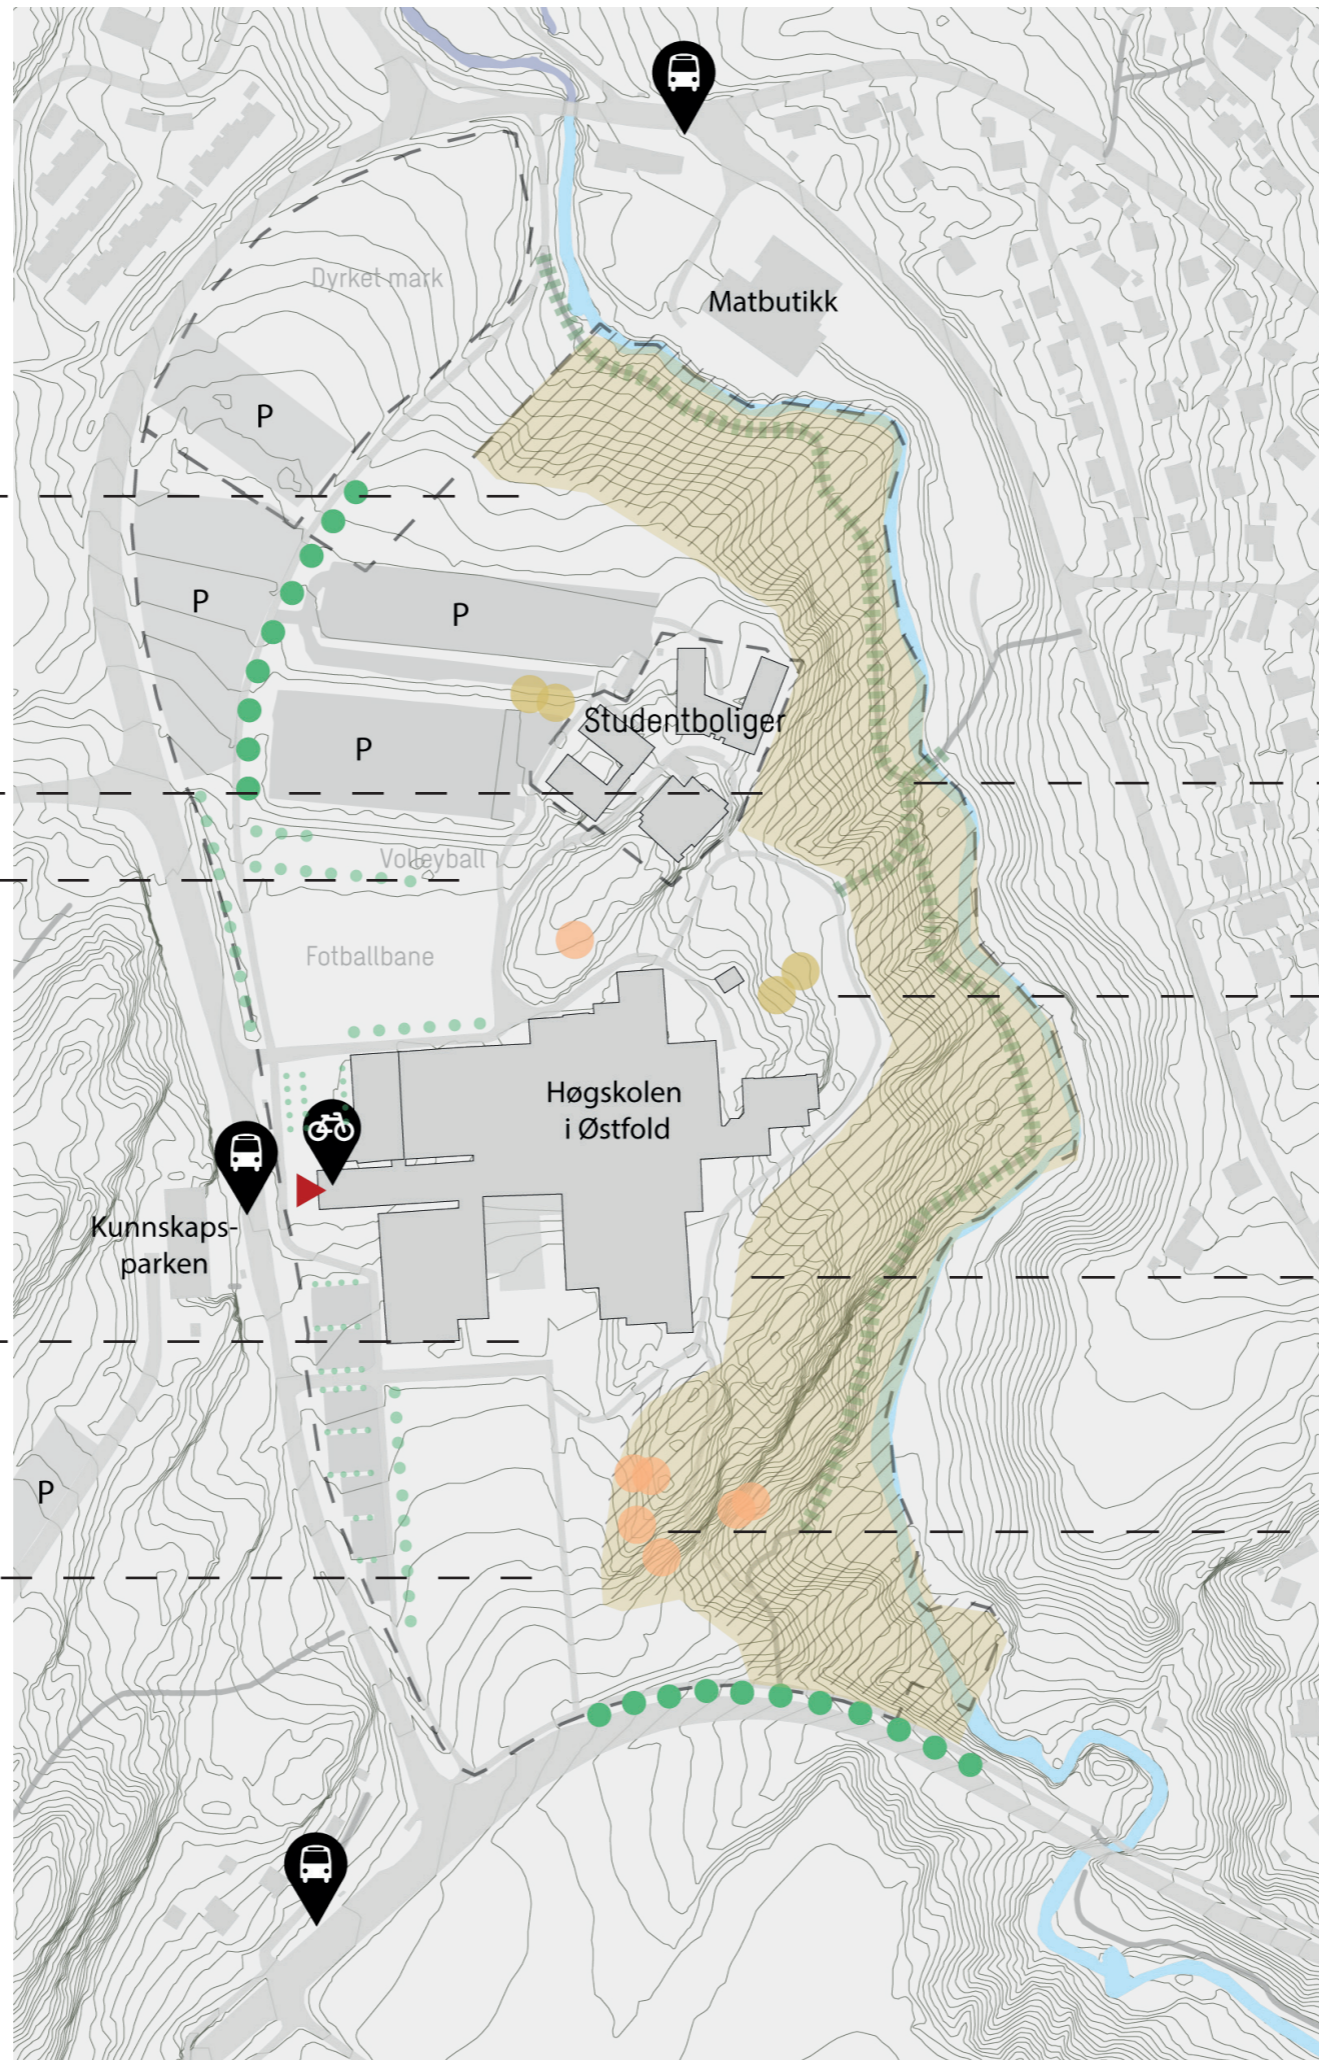 Dyrket mark
Matbutikk
P
P
P
Studentboliger
P
Volleyball
Fotballbane
Høgskolen
i Østfold
Kunnskaps-
parken
P